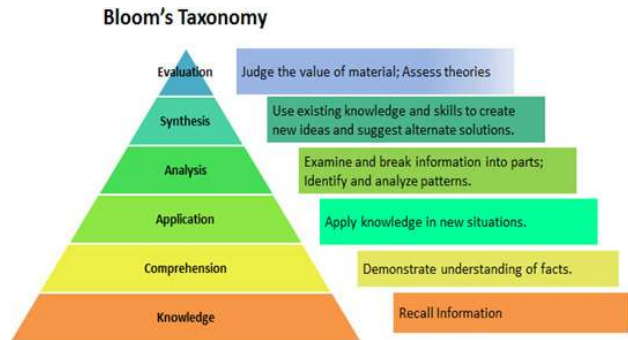 Bloom's Taxonomy
Evaluation
Judge the value of material; Assess theories
Synthesis
Use existing knowledge and skills to create
new ideas and suggest alternate solutions.
Analysis
Examine and break information into parts;
Identify and analyze patterns.
Application
Apply knowledge in new situations.
Comprehension
Demonstrate understanding of facts.
Knowledge
Recall Information